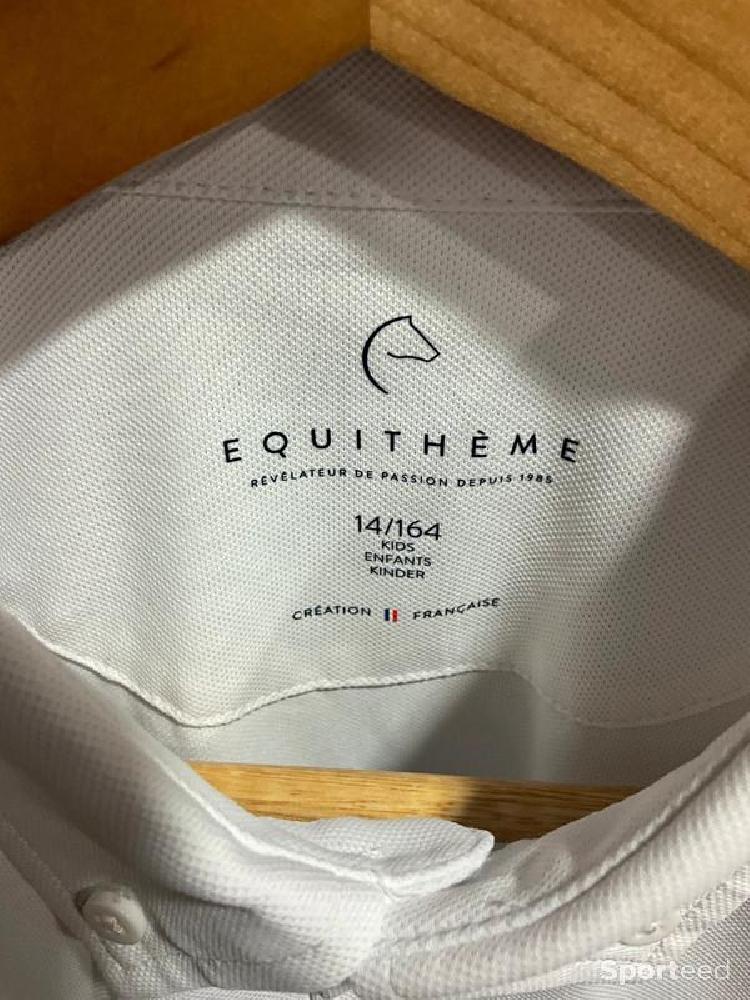 EQUITHÈME
RÉVÉLATEUR DE PASSION DEPUIS 1985
14/164
KIDS
ENFANTS
KINDER
CRÉATION FRANÇAISE
Sporteed